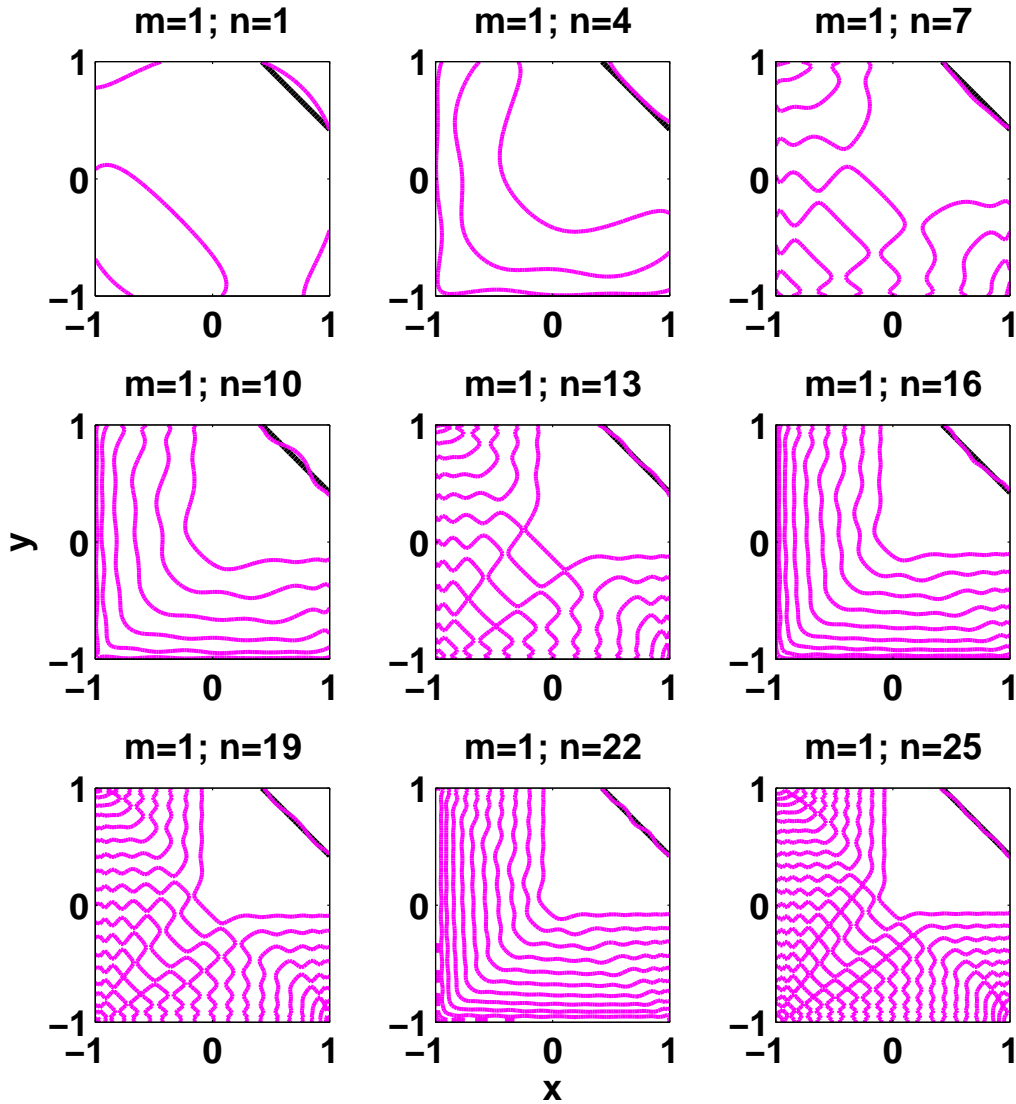 m=1; n=1 m=1; n=4 m=1; n=7
1 1 1
0 0 0
−1 −1 −1
−1 0 1 −1 0 1 −1 0 1
m=1; n=10 m=1; n=13 m=1; n=16
1 1 1
y 0 0 0
−1 −1 −1
−1 0 1 −1 0 1 −1 0 1
m=1; n=19 m=1; n=22 m=1; n=25
1 1 1
0 0 0
−1 −1 −1
−1 0 1 −1 0 1 −1 0 1
x